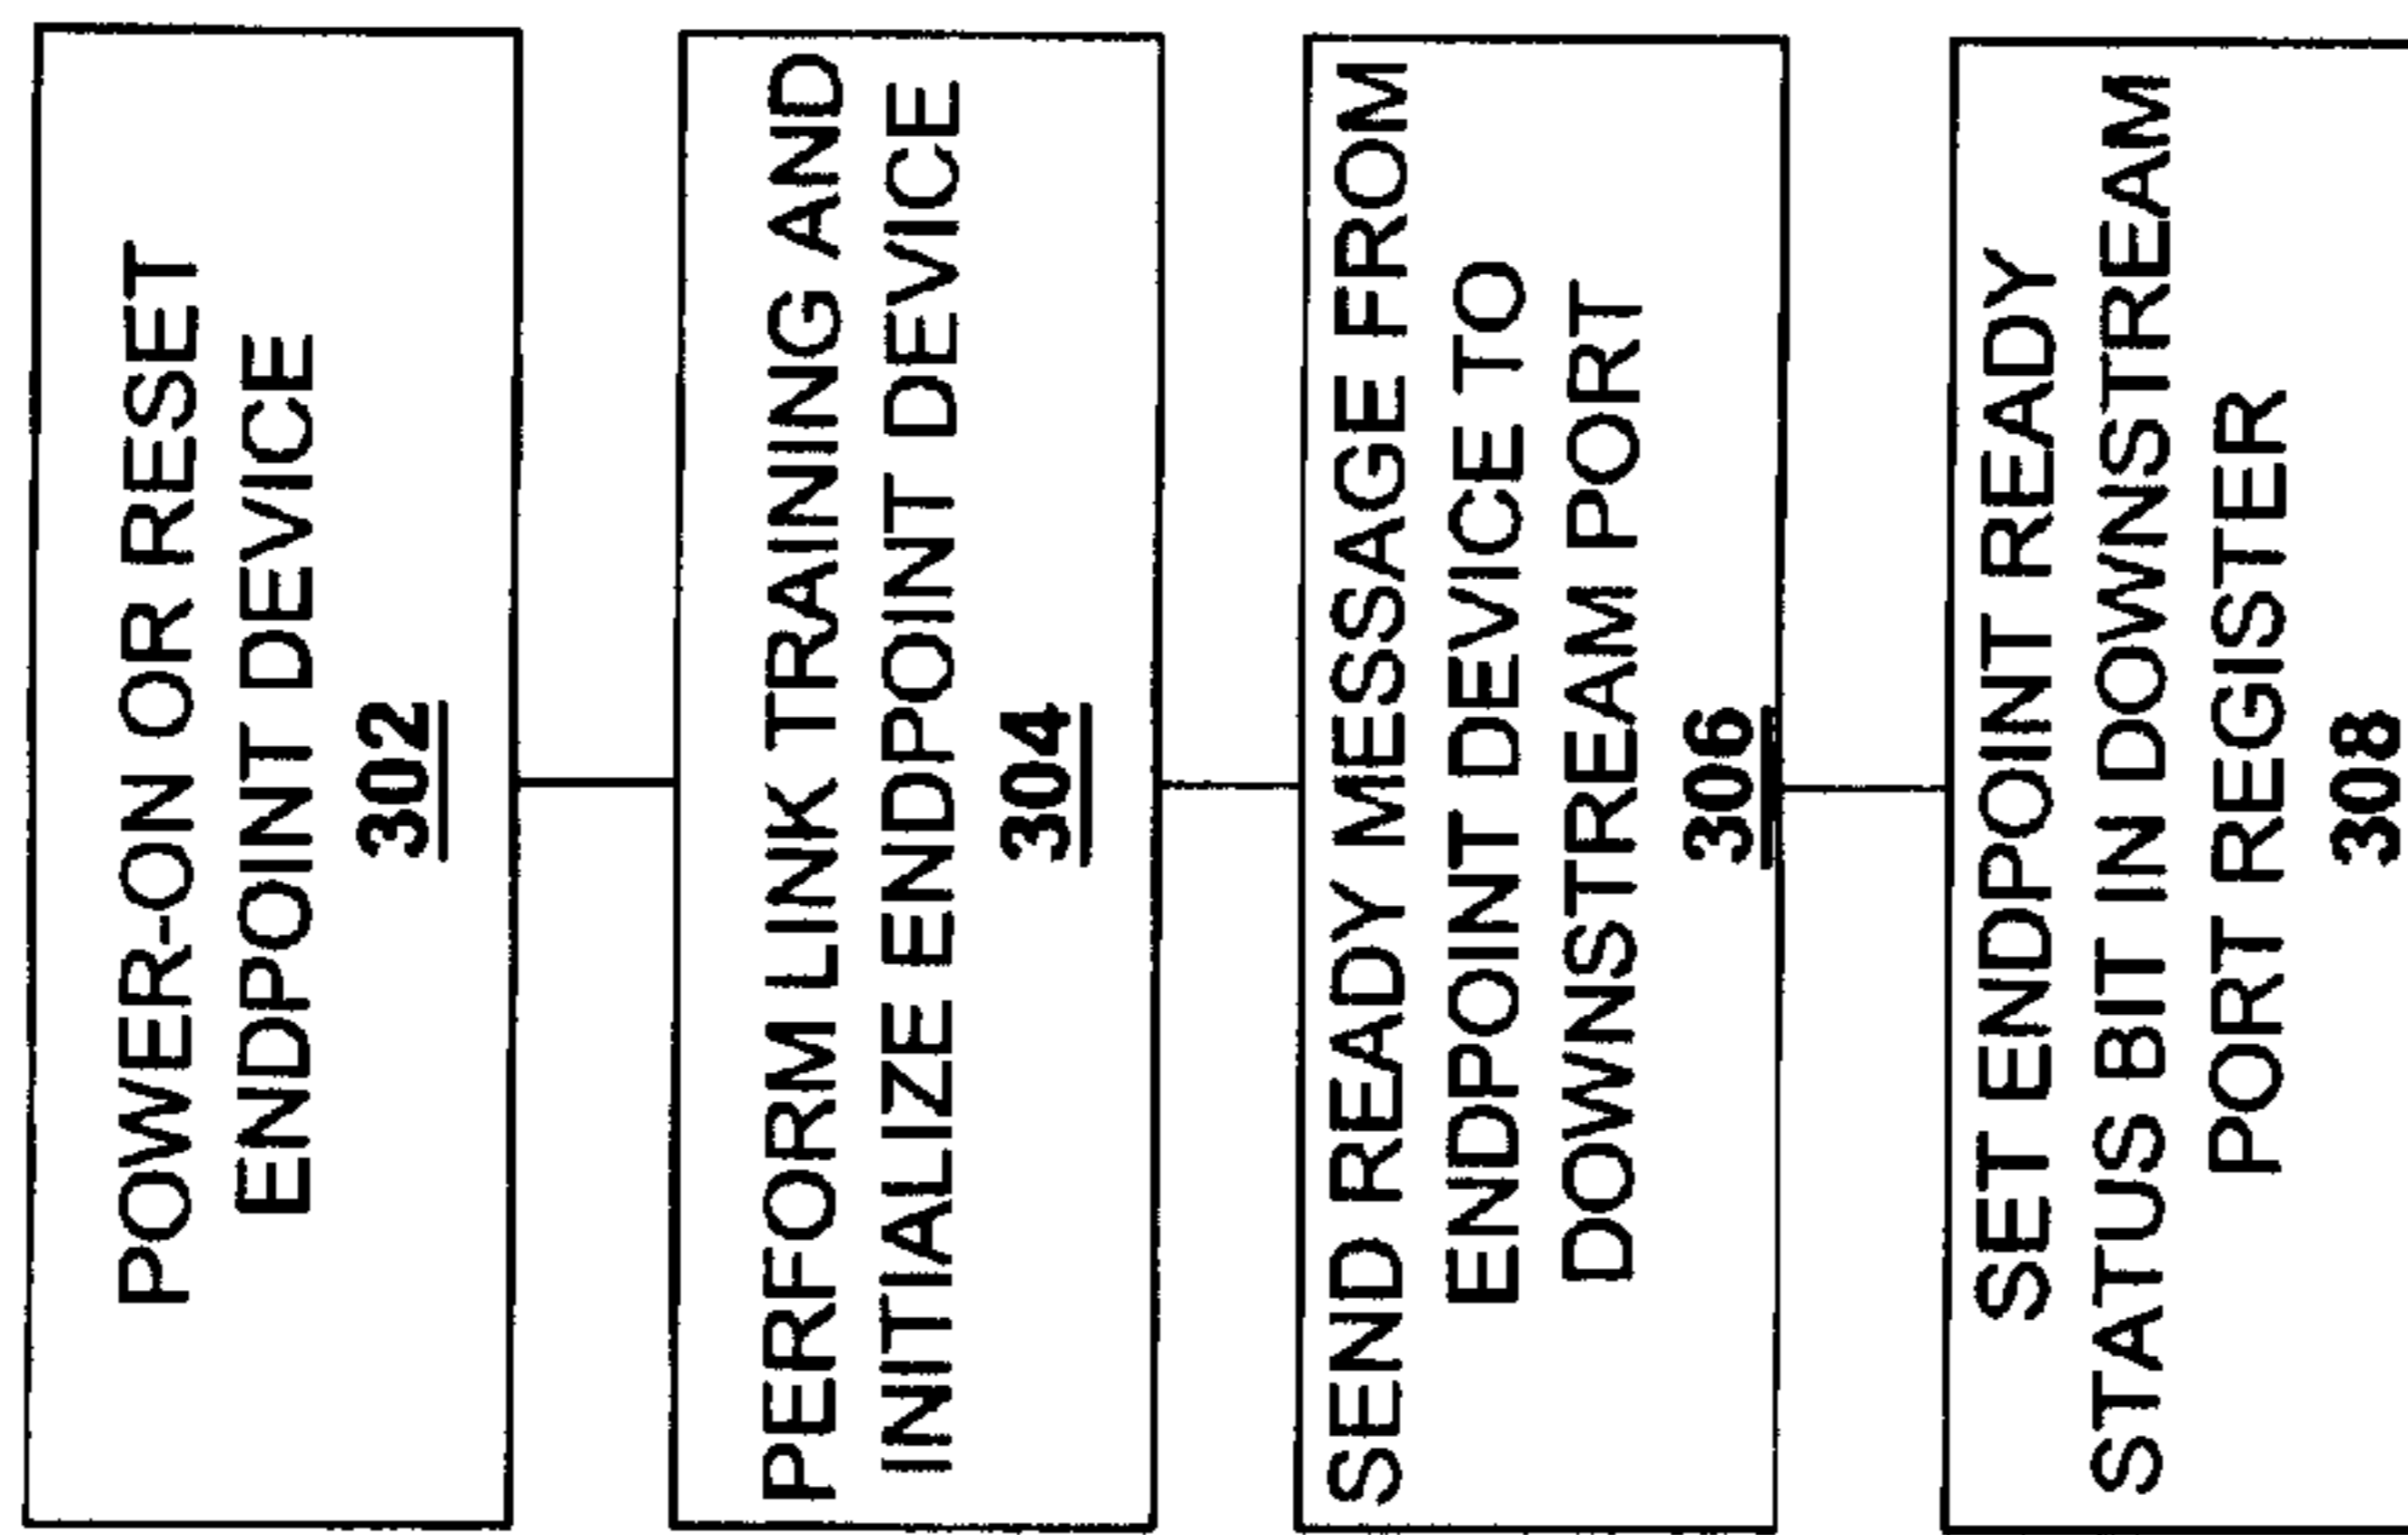 POWER-ON OR RESET
ENDPOINT DEVICE
302
PERFORM LINK TRAINING AND
INITIALIZE ENDPOINT DEVICE
304
SEND READY MESSAGE FROM
ENDPOINT DEVICE TO
DOWNSTREAM PORT
306
SET ENDPOINT READY
STATUS BIT IN DOWNSTREAM
PORT REGISTER
308